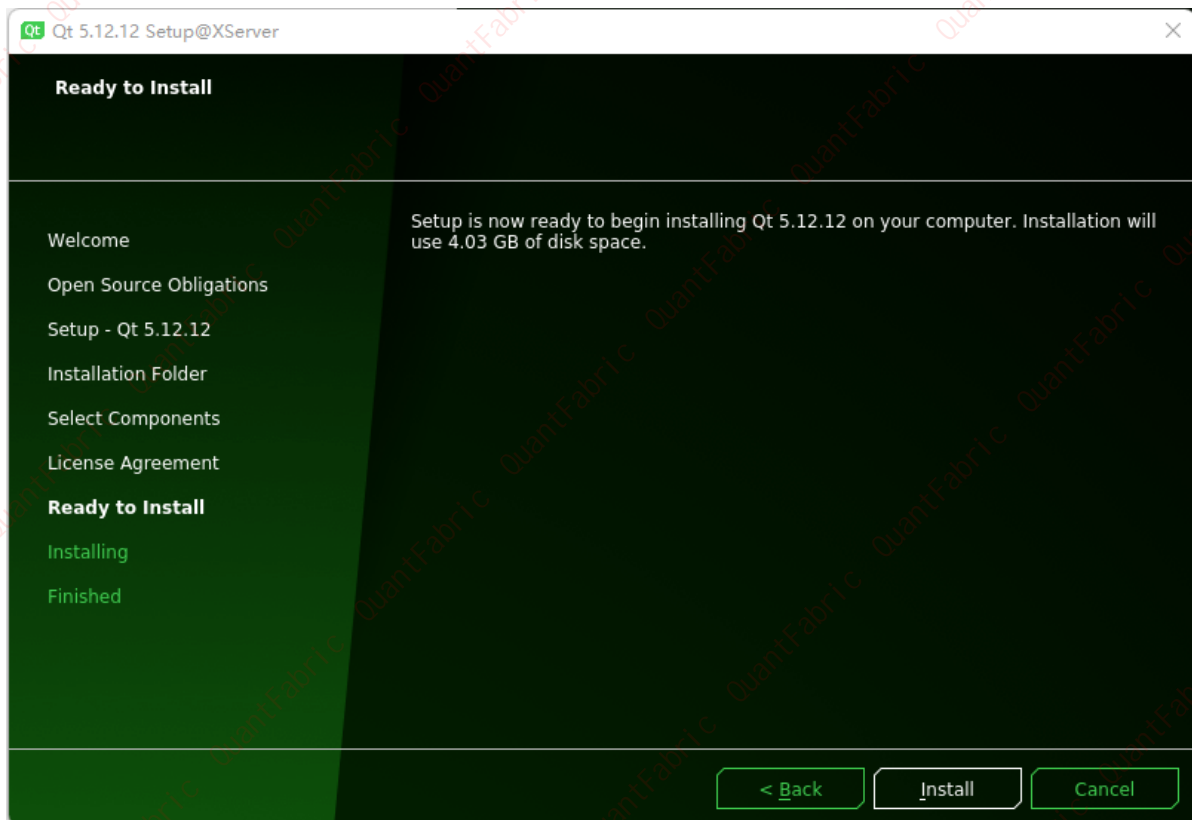 Qt Qt 5.12.12 Setup@XServer
Ready to Install
Setup is now ready to begin installing Qt 5.12.12 on your computer. Installation will
use 4.03 GB of disk space.
Welcome
Open Source Obligations
Setup - Qt 5.12.12
Installation Folder
Select Components
License Agreement
Ready to Install
Installing
Finished
< Back
Install
Cancel
QuantFabric